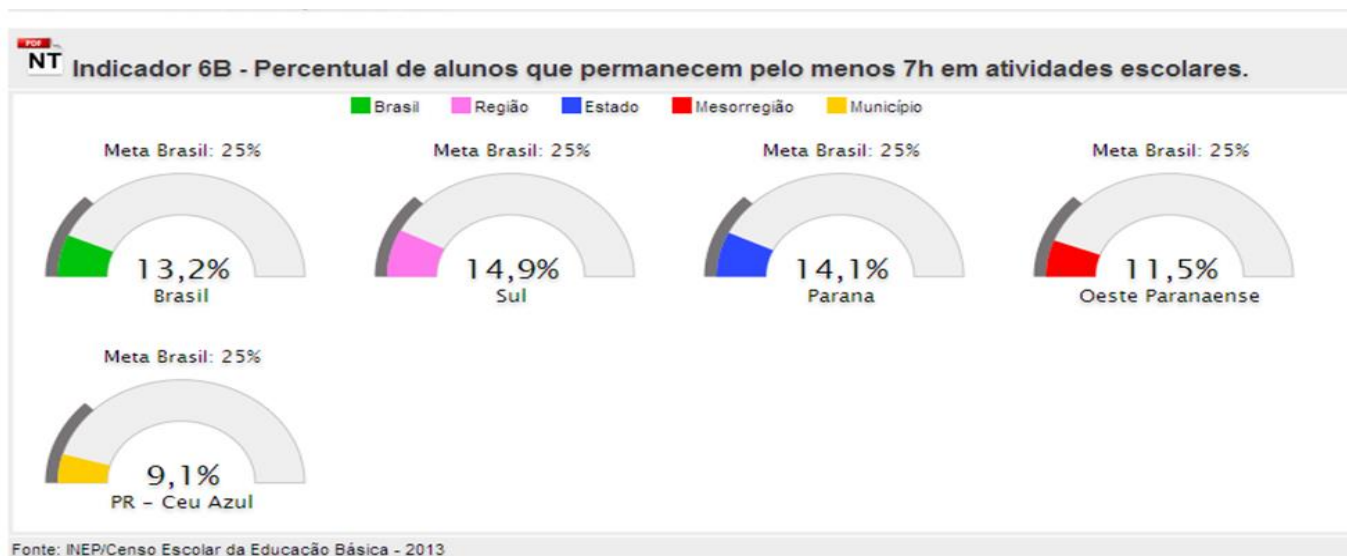 PDF
NT Indicador 6B - Percentual de alunos que permanecem pelo menos 7h em atividades escolares.
Brasil Região Estado Mesorregião Município
Meta Brasil: 25% Meta Brasil: 25% Meta Brasil: 25% Meta Brasil: 25%
13,2% 14,9% 14,1% 11,5%
Brasil Sul Parana Oeste Paranaense
Meta Brasil: 25%
9,1%
PR - Ceu Azul
Fonte: INEP/Censo Escolar da Educação Básica - 2013